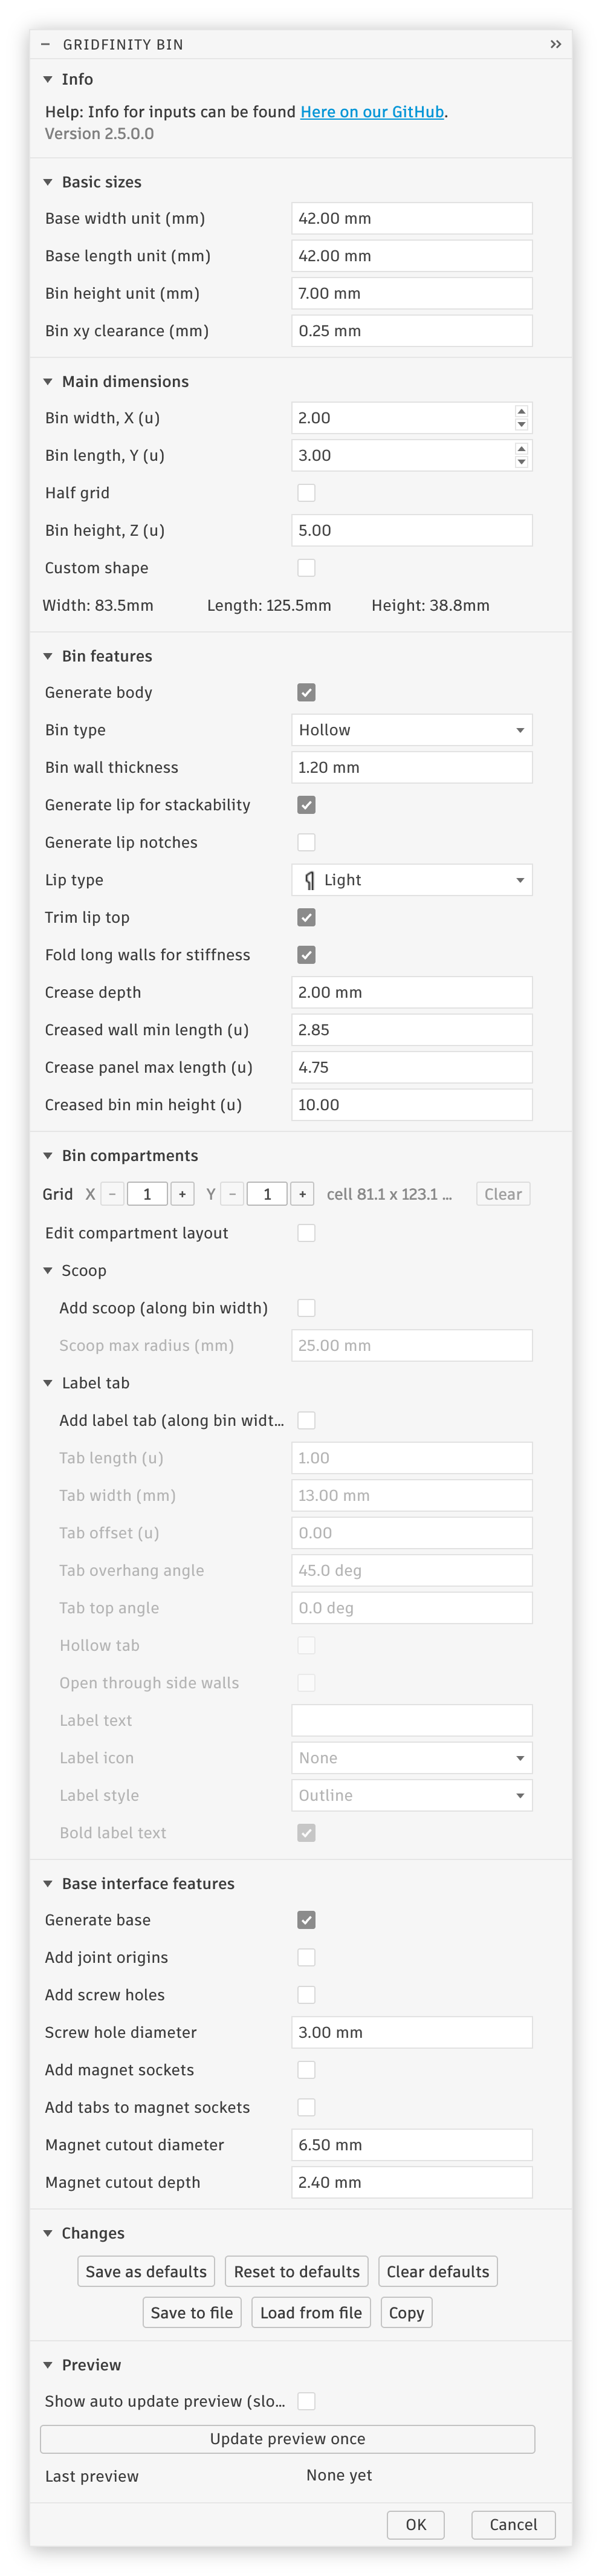 GRIDFINITY BIN
Info
Help: Info for inputs can be found Here on our GitHub.
Version 2.5.0.0
Basic sizes
Base width unit (mm) 42.00 mm
Base length unit (mm) 42.00 mm
Bin height unit (mm) 7.00 mm
Bin xy clearance (mm) 0.25 mm
Main dimensions
Bin width, X (u) 2.00
Bin length, Y (u) 3.00
Half grid
Bin height, Z (u) 5.00
Custom shape
Width: 83.5mm Length: 125.5mm Height: 38.8mm
Bin features
Generate body
Bin type Hollow
Bin wall thickness 1.20 mm
Generate lip for stackability
Generate lip notches
Lip type Light
Trim lip top
Fold long walls for stiffness
Crease depth 2.00 mm
Creased wall min length (u) 2.85
Crease panel max length (u) 4.75
Creased bin min height (u) 10.00
Bin compartments
Grid X − 1 + Y − 1 + cell 81.1 x 123.1 ... Clear
Edit compartment layout
Scoop
Add scoop (along bin width)
Scoop max radius (mm) 25.00 mm
Label tab
Add label tab (along bin widt...
Tab length (u) 1.00
Tab width (mm) 13.00 mm
Tab offset (u) 0.00
Tab overhang angle 45.0 deg
Tab top angle 0.0 deg
Hollow tab
Open through side walls
Label text
Label icon None
Label style Outline
Bold label text
Base interface features
Generate base
Add joint origins
Add screw holes
Screw hole diameter 3.00 mm
Add magnet sockets
Add tabs to magnet sockets
Magnet cutout diameter 6.50 mm
Magnet cutout depth 2.40 mm
Changes
Save as defaults Reset to defaults Clear defaults
Save to file Load from file Copy
Preview
Show auto update preview (slo...
Update preview once
Last preview None yet
OK Cancel